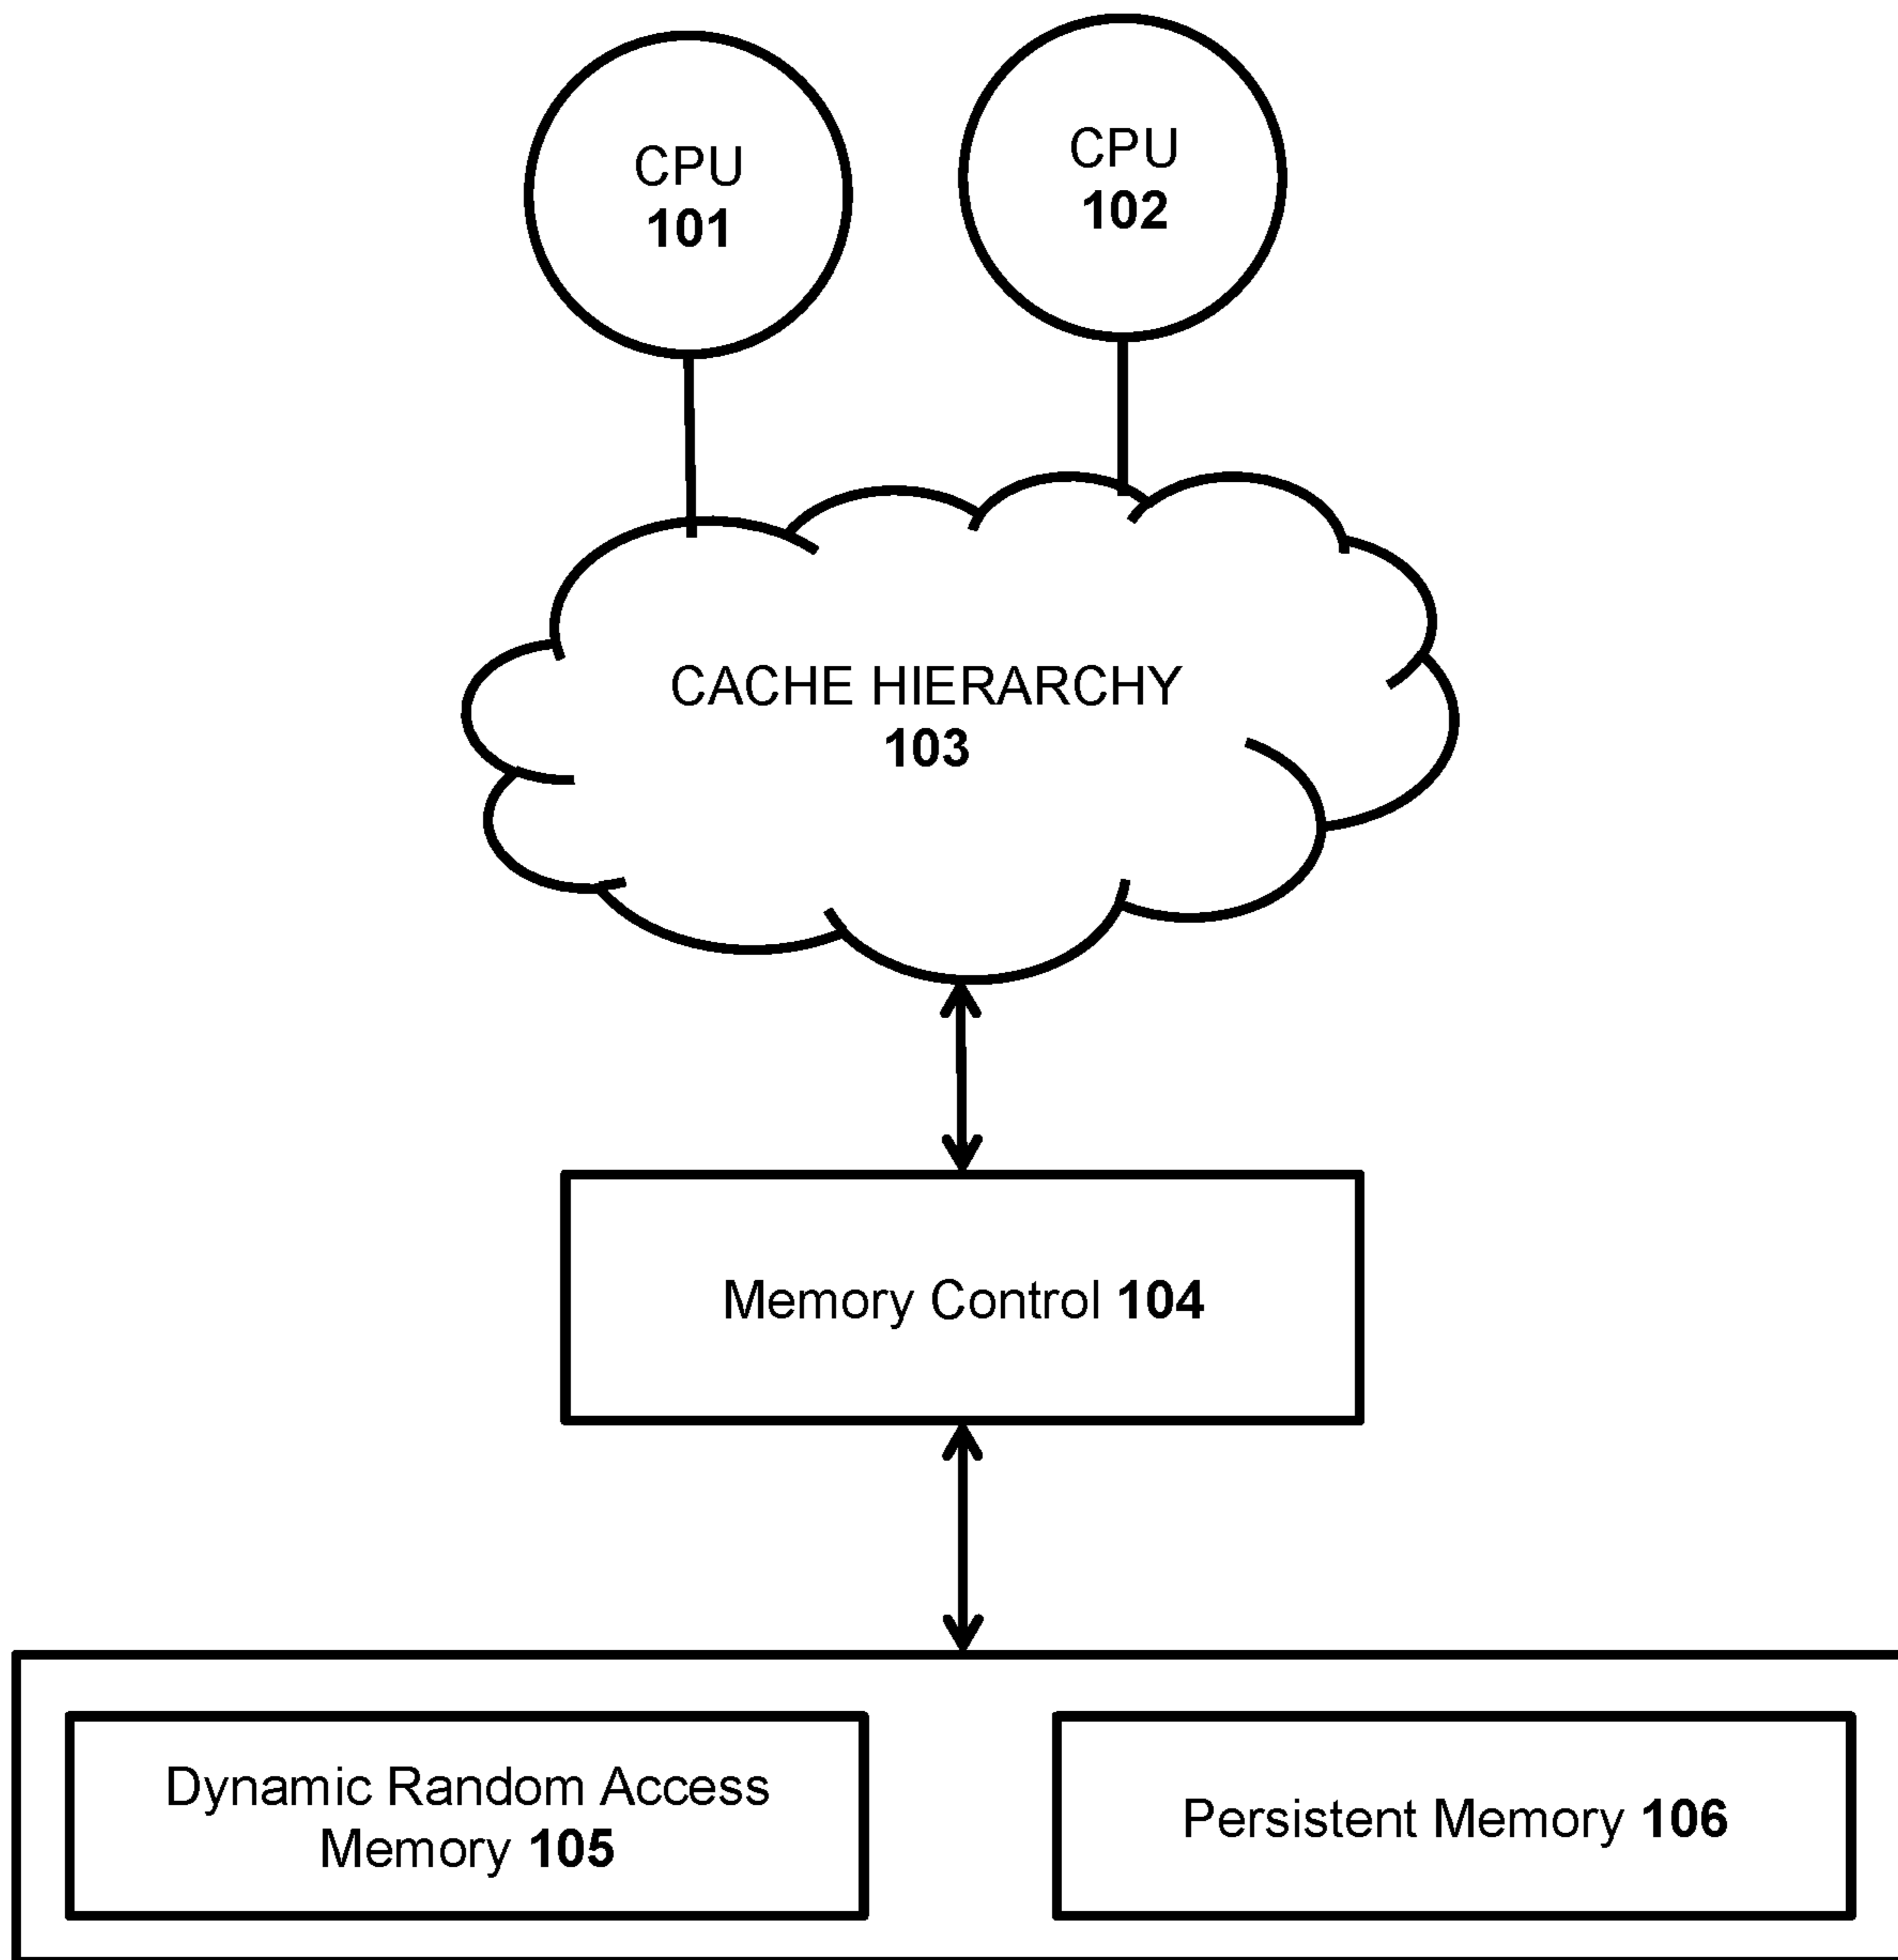 CPU
101
CPU
102
CACHE HIERARCHY
103
Memory Control 104
Dynamic Random Access
Memory 105
Persistent Memory 106